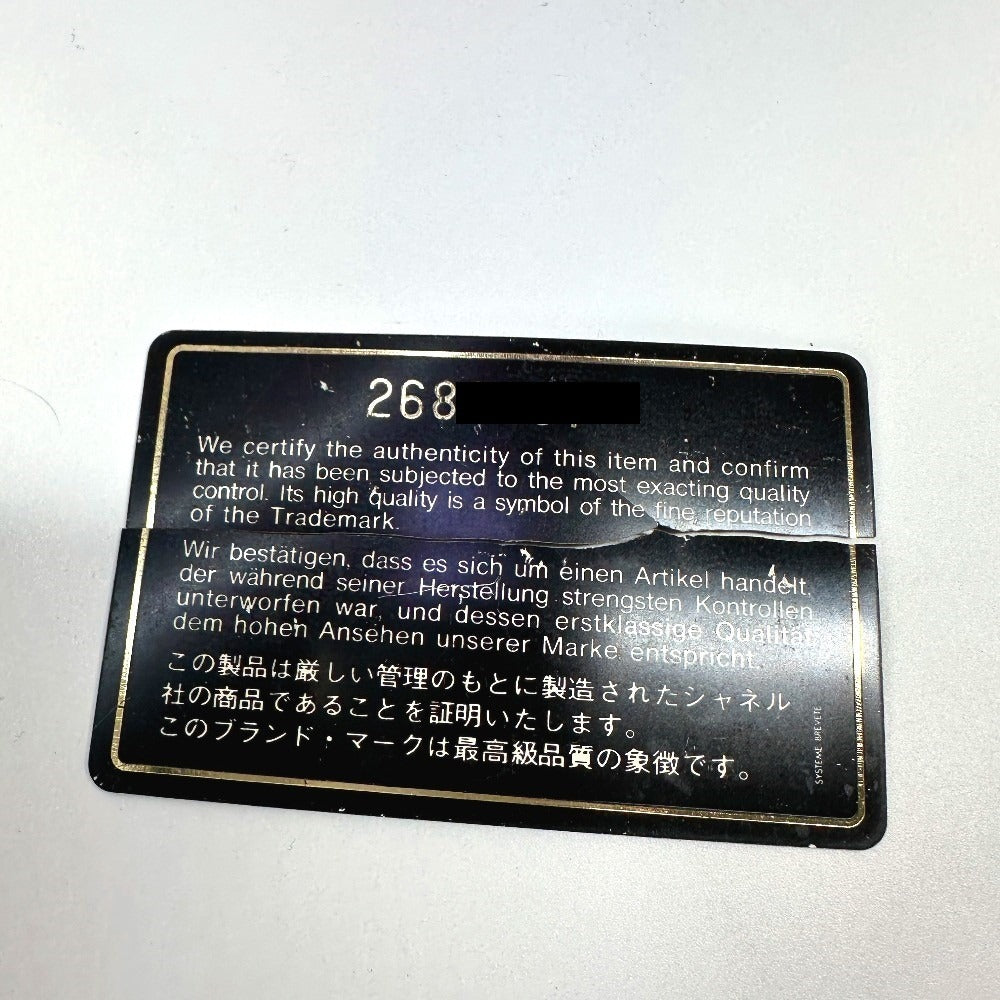 268
We certify the authenticity of this item and confirm
that it has been subjected to the most exacting quality
control. Its high quality is a symbol of the fine reputation
of the Trademark.
Wir bestätigen, dass es sich um einen Artikel handelt,
der während seiner Herstellung strengsten Kontrollen
unterworfen war, und dessen erstklassige Qualität
dem hohen Ansehen unserer Marke entspricht.
この製品は厳しい管理のもとに製造されたシャネル
社の商品であることを証明いたします。
このブランド・マークは最高級品質の象徴です。
SYSTEME BREVETE